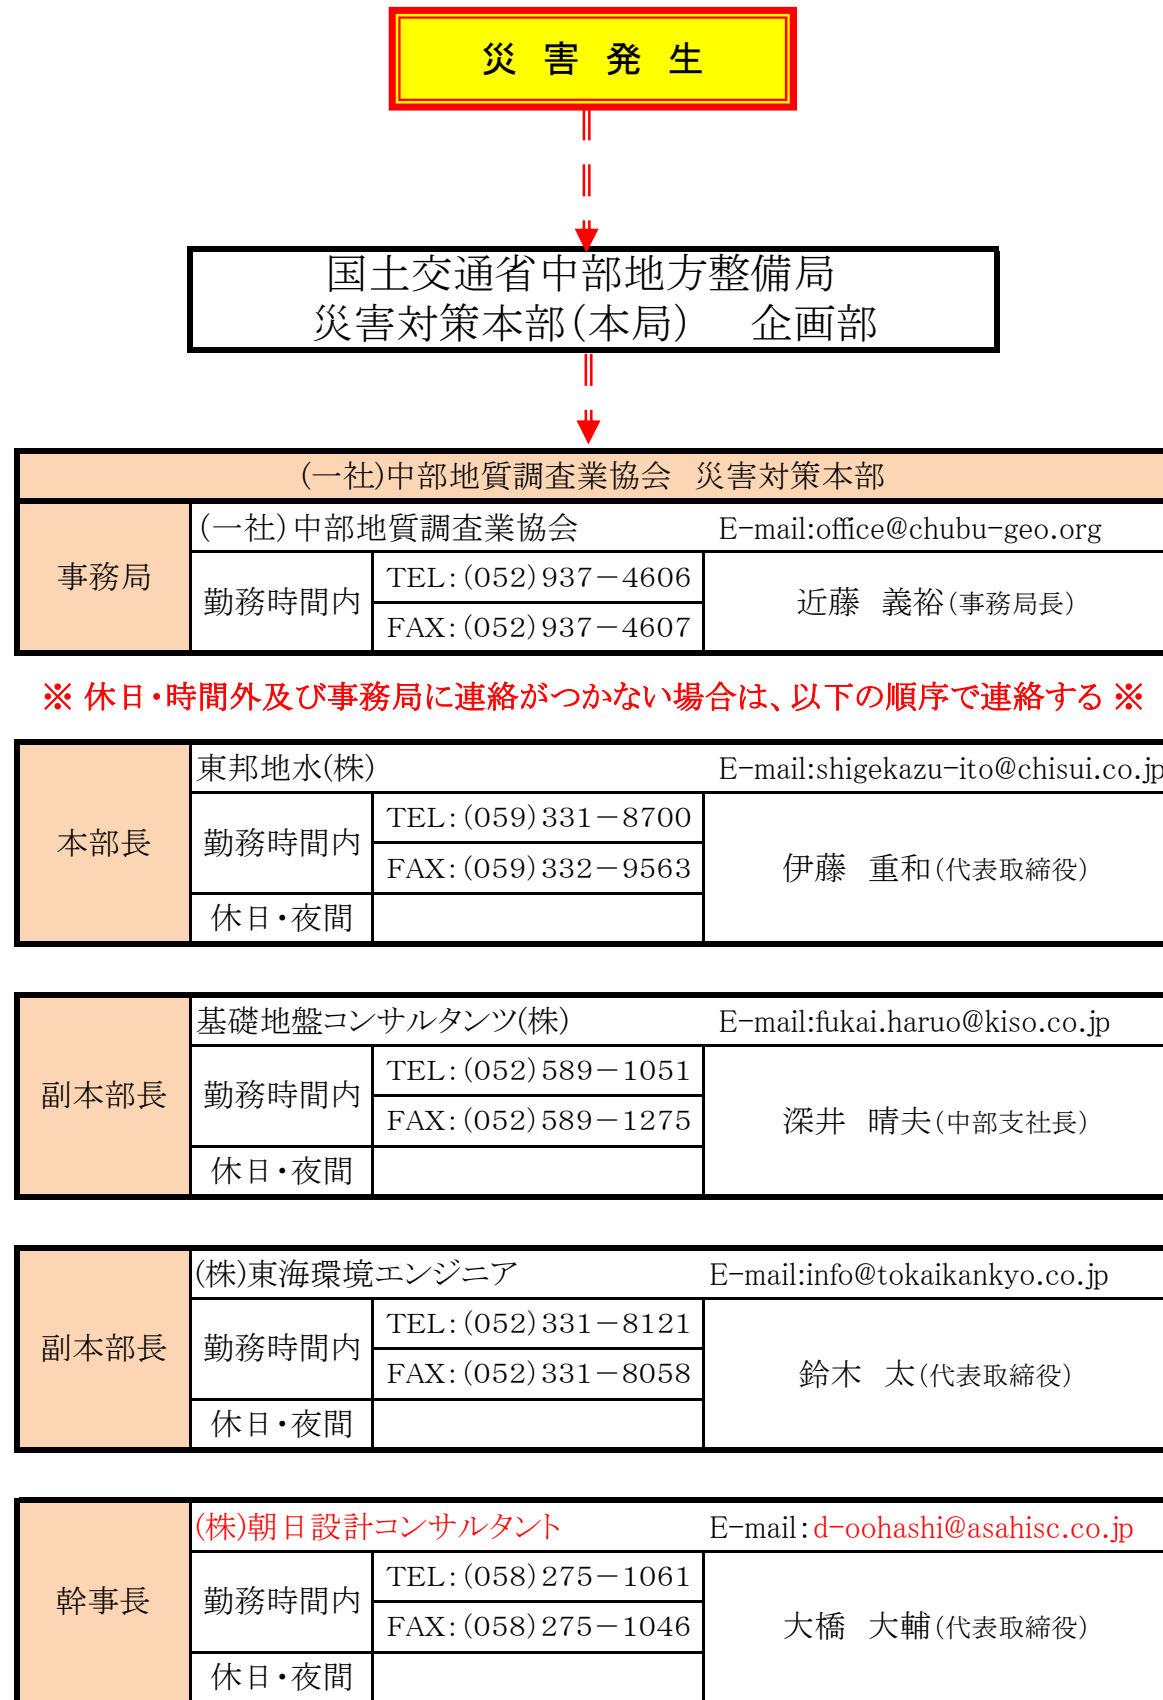 災 害 発 生
国土交通省中部地方整備局
災害対策本部(本局)　企画部
(一社)中部地質調査業協会　災害対策本部
事務局
(一社)中部地質調査業協会　E-mail:office@chubu-geo.org
勤務時間内
TEL:(052)937-4606
FAX:(052)937-4607
近藤　義裕(事務局長)
※ 休日・時間外及び事務局に連絡がつかない場合は、以下の順序で連絡する ※
本部長
東邦地水(株)　E-mail:shigekazu-ito@chisui.co.jp
勤務時間内
TEL:(059)331-8700
FAX:(059)332-9563
伊藤　重和(代表取締役)
休日・夜間
副本部長
基礎地盤コンサルタンツ(株)　E-mail:fukai.haruo@kiso.co.jp
勤務時間内
TEL:(052)589-1051
FAX:(052)589-1275
深井　晴夫(中部支社長)
休日・夜間
副本部長
(株)東海環境エンジニア　E-mail:info@tokaikankyo.co.jp
勤務時間内
TEL:(052)331-8121
FAX:(052)331-8058
鈴木　太(代表取締役)
休日・夜間
幹事長
(株)朝日設計コンサルタント　E-mail:d-oohashi@asahisc.co.jp
勤務時間内
TEL:(058)275-1061
FAX:(058)275-1046
大橋　大輔(代表取締役)
休日・夜間